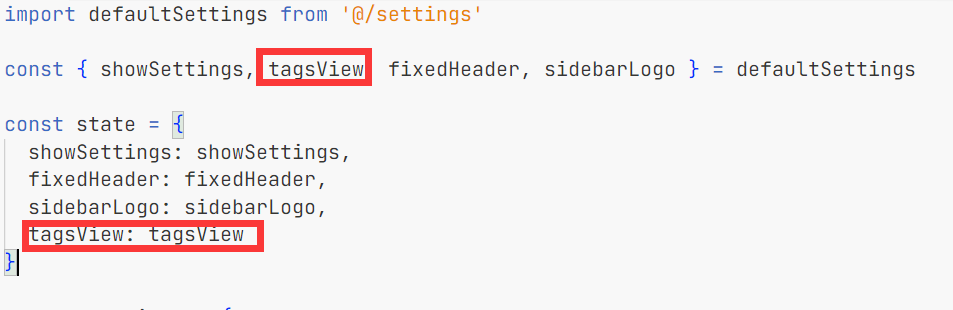 import defaultSettings from '@/settings'
const { showSettings, tagsView fixedHeader, sidebarLogo } = defaultSettings
const state = {
showSettings: showSettings,
fixedHeader: fixedHeader,
sidebarLogo: sidebarLogo,
tagsView: tagsView
}